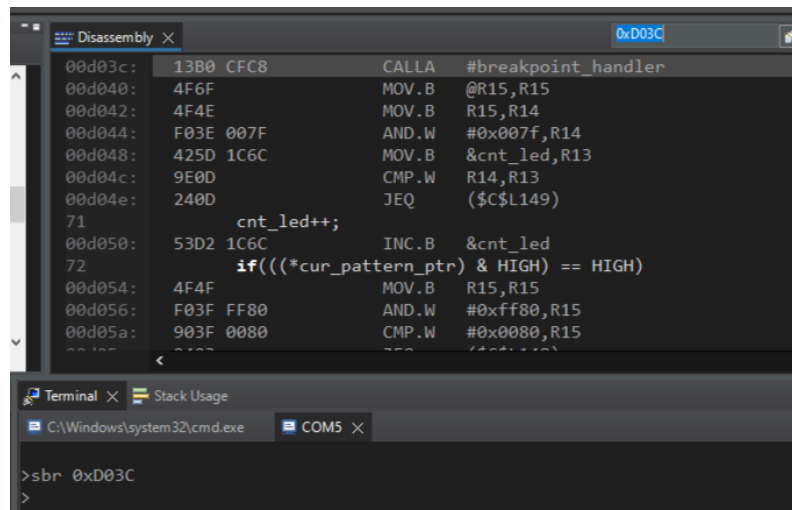 Disassembly
0xD03C
00d03c: 13B0 CFC8 CALLA #breakpoint_handler
00d040: 4F6F MOV.B @R15,R15
00d042: 4F4E MOV.B R15,R14
00d044: F03E 007F AND.W #0x007f,R14
00d048: 425D 1C6C MOV.B &cnt_led,R13
00d04c: 9E0D CMP.W R14,R13
00d04e: 240D JEQ ($C$L149)
71 cnt_led++;
00d050: 53D2 1C6C INC.B &cnt_led
72 if(((*cur_pattern_ptr) & HIGH) == HIGH)
00d054: 4F4F MOV.B R15,R15
00d056: F03F FF80 AND.W #0xff80,R15
00d05a: 903F 0080 CMP.W #0x0080,R15
Terminal Stack Usage
C:\Windows\system32\cmd.exe COM5
>sbr 0xD03C
>